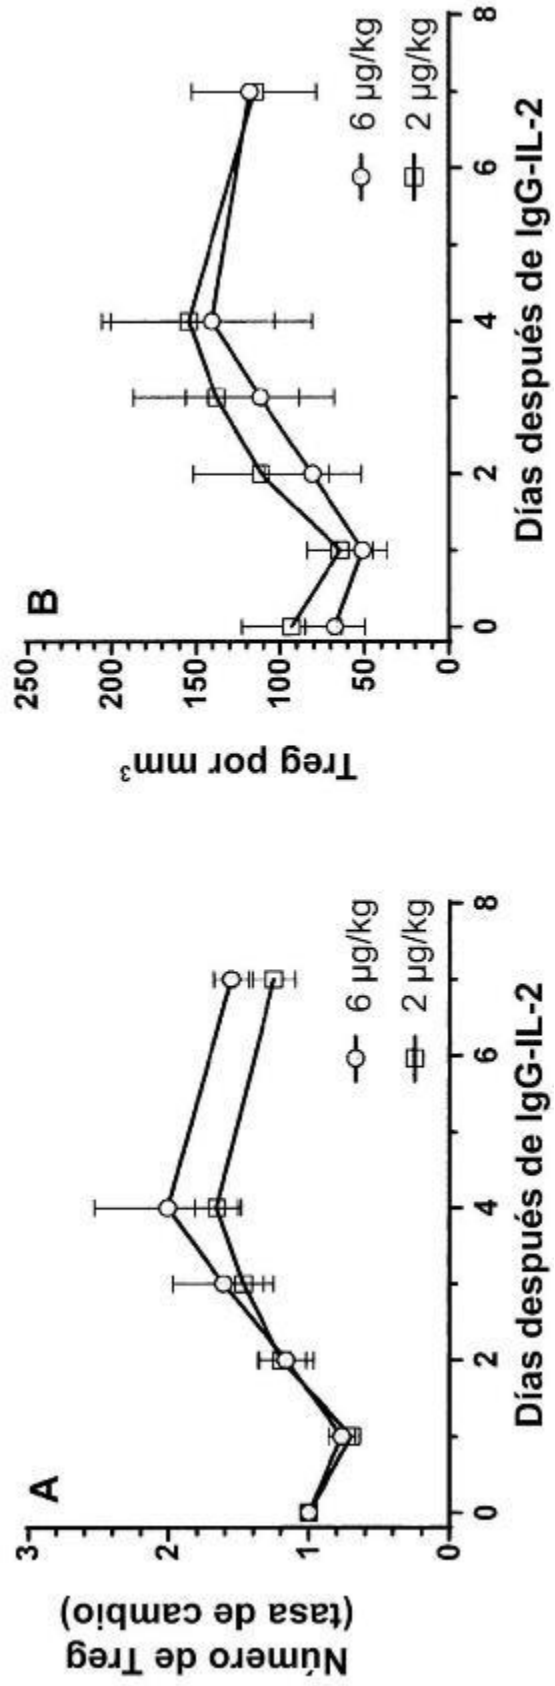 A
Número de Treg
(tasa de cambio)
3
2
1
0
0
2
4
6
8
6 µg/kg
2 µg/kg
Días después de IgG-IL-2
B
Treg por mm³
250
200
150
100
50
0
0
2
4
6
8
6 µg/kg
2 µg/kg
Días después de IgG-IL-2